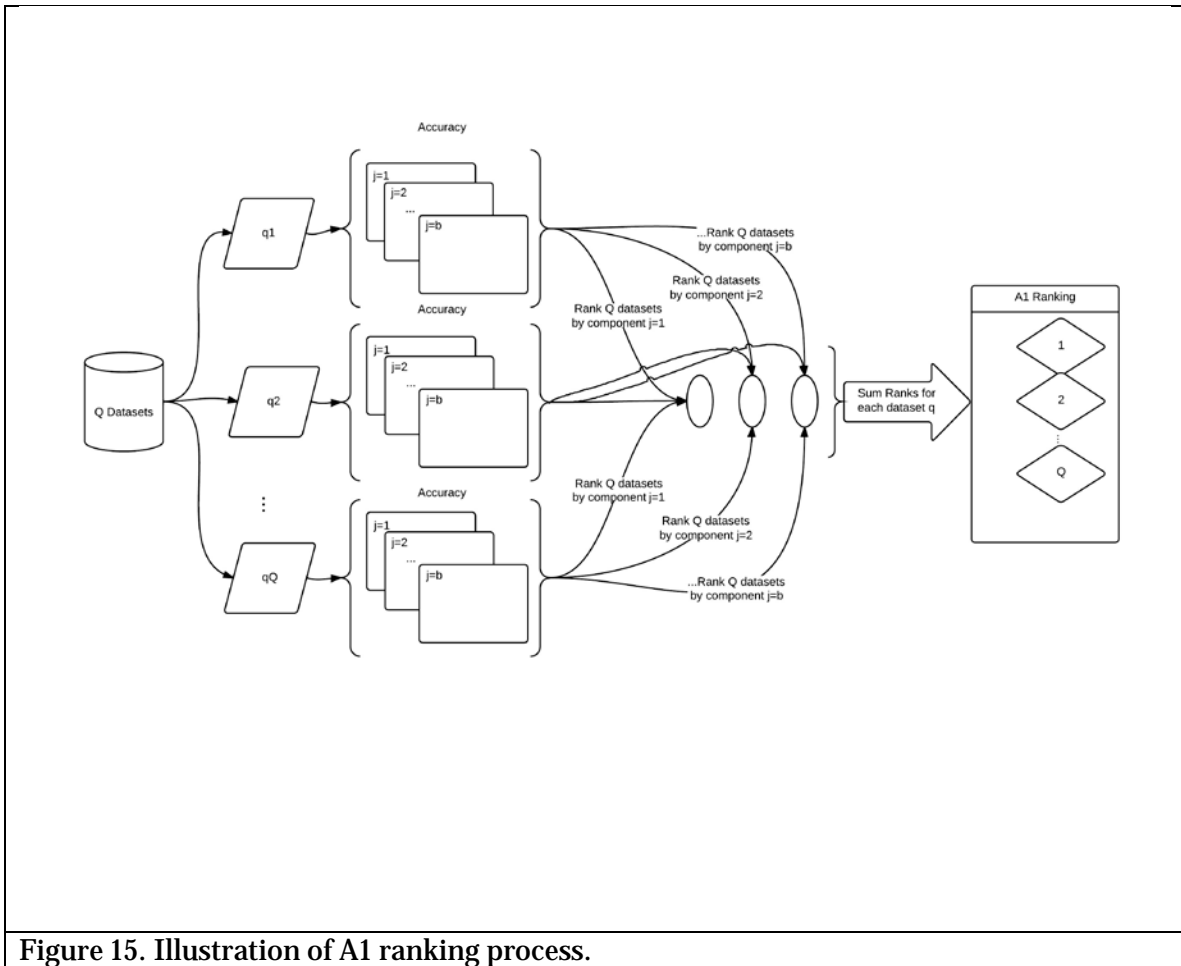 Accuracy
j=1
j=2
...
j=b
q1
...Rank Q datasets
by component j=b
Rank Q datasets
by component j=2
Rank Q datasets
by component j=1
Accuracy
j=1
j=2
...
j=b
Q Datasets
q2
Sum Ranks for
each dataset q
A1 Ranking
1
2
...
Q
...
Accuracy
j=1
j=2
...
j=b
qQ
Rank Q datasets
by component j=1
Rank Q datasets
by component j=2
...Rank Q datasets
by component j=b
Figure 15. Illustration of A1 ranking process.